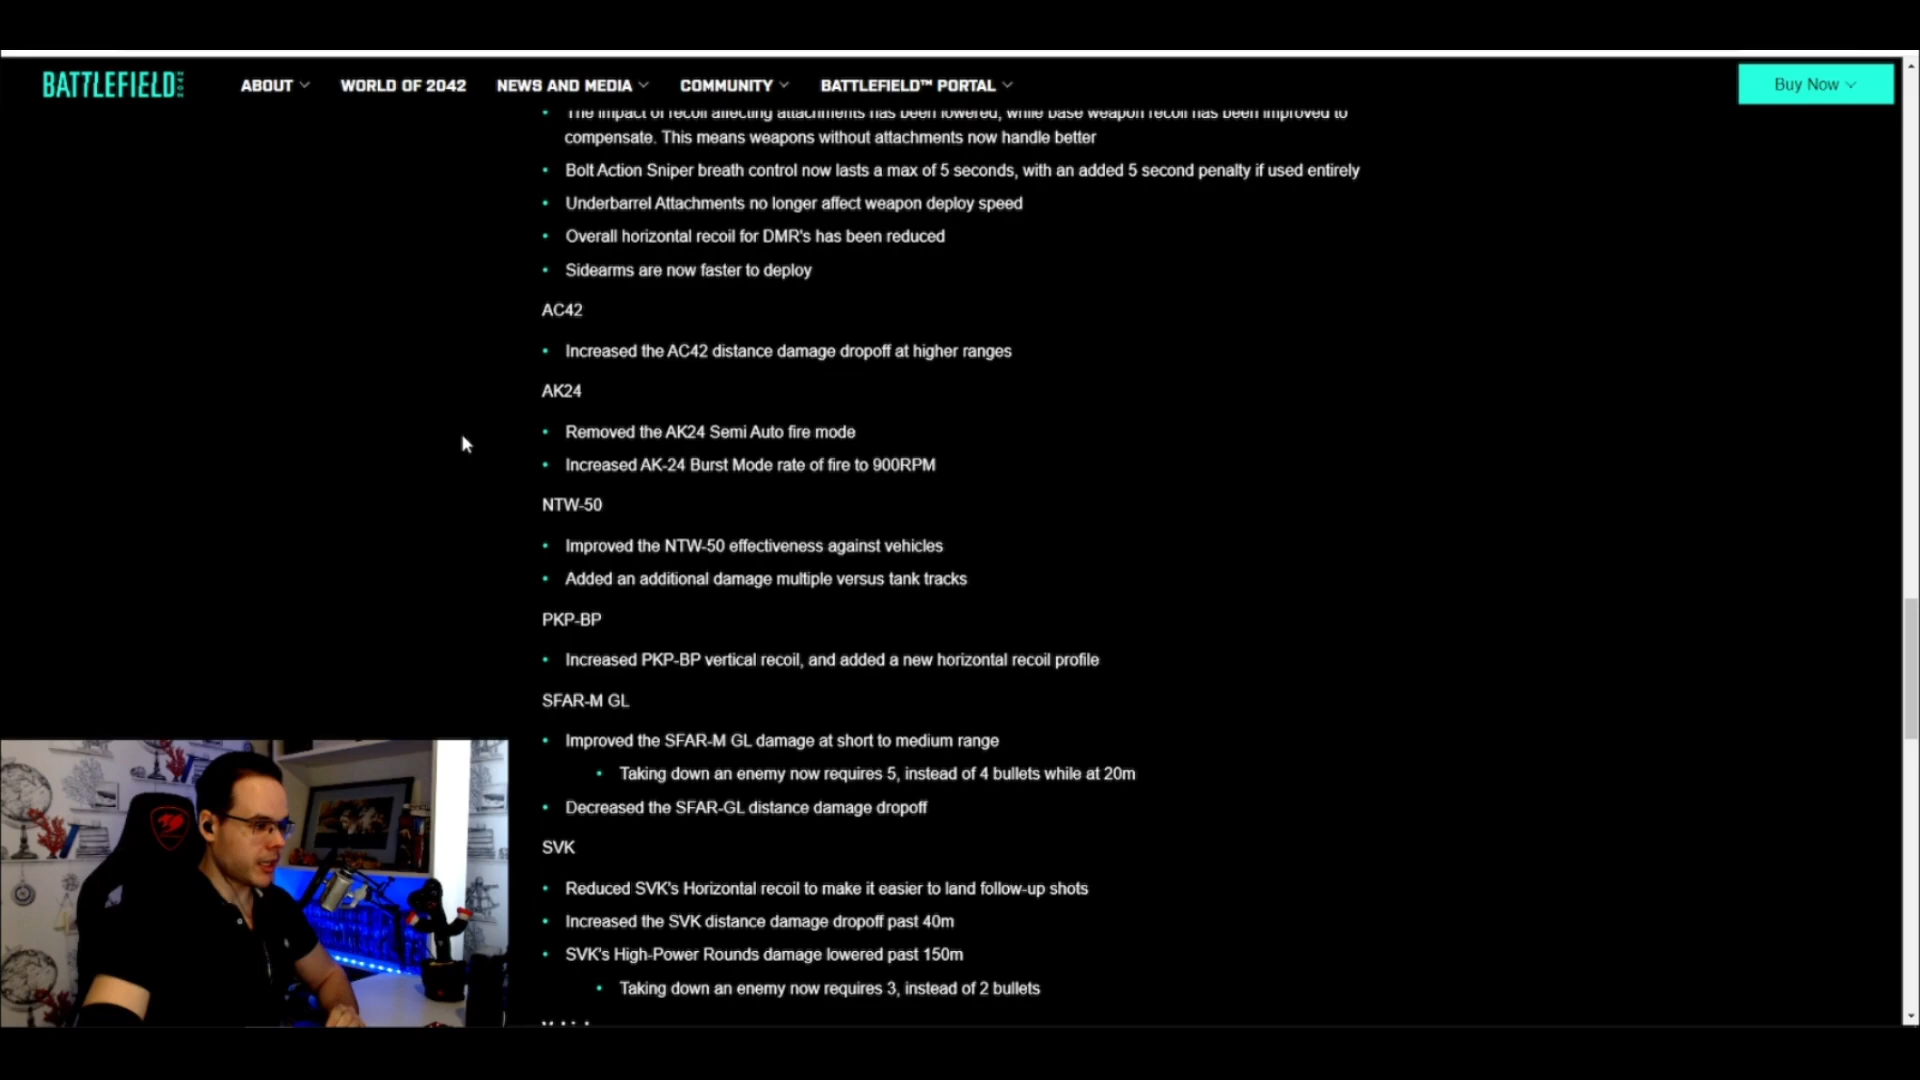 BATTLEFIELD 2042
ABOUT
WORLD OF 2042
NEWS AND MEDIA
COMMUNITY
BATTLEFIELD™ PORTAL
Buy Now
The impact of recoil affecting attachments has been lowered, while base weapon recoil has been improved to
compensate. This means weapons without attachments now handle better
• Bolt Action Sniper breath control now lasts a max of 5 seconds, with an added 5 second penalty if used entirely
• Underbarrel Attachments no longer affect weapon deploy speed
• Overall horizontal recoil for DMR's has been reduced
• Sidearms are now faster to deploy
AC42
• Increased the AC42 distance damage dropoff at higher ranges
AK24
• Removed the AK24 Semi Auto fire mode
• Increased AK-24 Burst Mode rate of fire to 900RPM
NTW-50
• Improved the NTW-50 effectiveness against vehicles
• Added an additional damage multiple versus tank tracks
PKP-BP
• Increased PKP-BP vertical recoil, and added a new horizontal recoil profile
SFAR-M GL
• Improved the SFAR-M GL damage at short to medium range
• Taking down an enemy now requires 5, instead of 4 bullets while at 20m
• Decreased the SFAR-GL distance damage dropoff
SVK
• Reduced SVK's Horizontal recoil to make it easier to land follow-up shots
• Increased the SVK distance damage dropoff past 40m
• SVK's High-Power Rounds damage lowered past 150m
• Taking down an enemy now requires 3, instead of 2 bullets